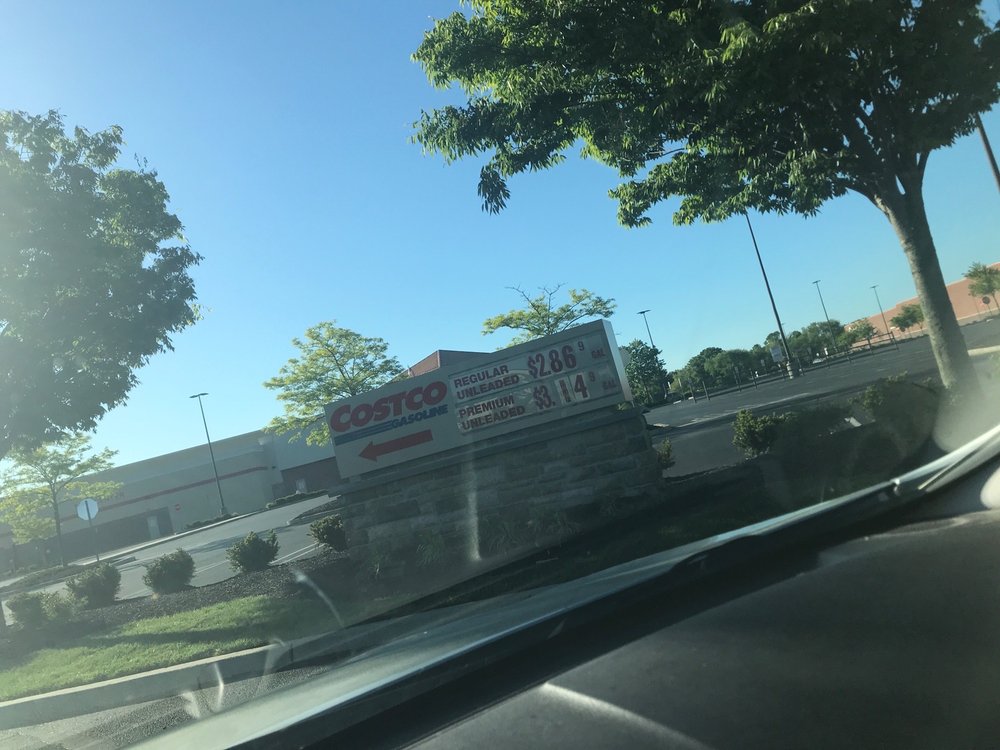 COSTCO
GASOLINE
REGULAR
UNLEADED
$2.86 9 GAL
PREMIUM
UNLEADED
$3.14 9 GAL